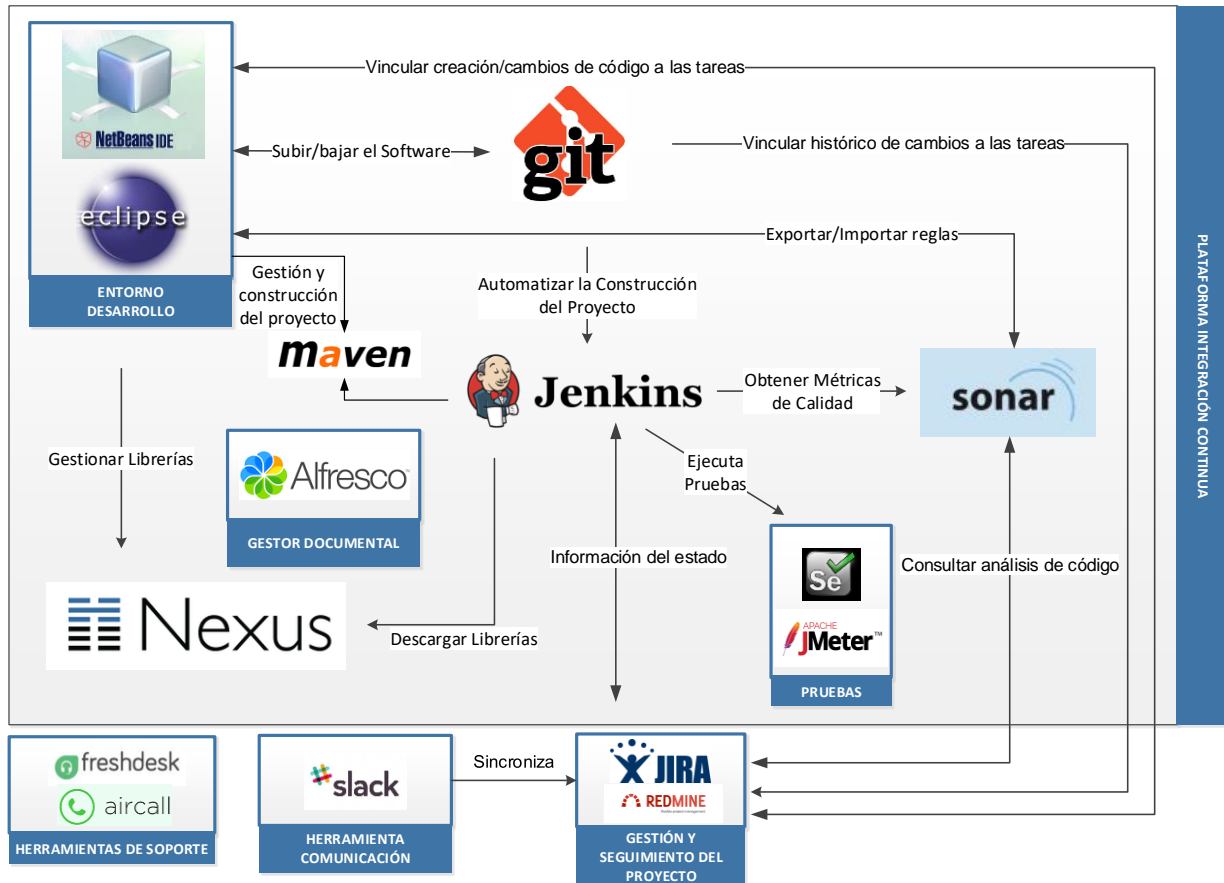 Vincular creación/cambios de código a las tareas
NetBeans IDE
Subir/bajar el Software
git
Vincular histórico de cambios a las tareas
eclipse
Exportar/Importar reglas
ENTORNO
DESARROLLO
Gestión y
construcción
del proyecto
Automatizar la Construcción
del Proyecto
maven
Jenkins
Obtener Métricas
de Calidad
sonar
PLATAFORMA INTEGRACIÓN CONTINUA
Gestionar Librerías
Alfresco
GESTOR DOCUMENTAL
Ejecuta
Pruebas
Información del estado
Consultar análisis de código
Se
APACHE
JMeter™
PRUEBAS
Nexus
Descargar Librerías
freshdesk
aircall
HERRAMIENTAS DE SOPORTE
slack
HERRAMIENTA
COMUNICACIÓN
Sincroniza
JIRA
REDMINE
GESTIÓN Y
SEGUIMIENTO DEL
PROYECTO